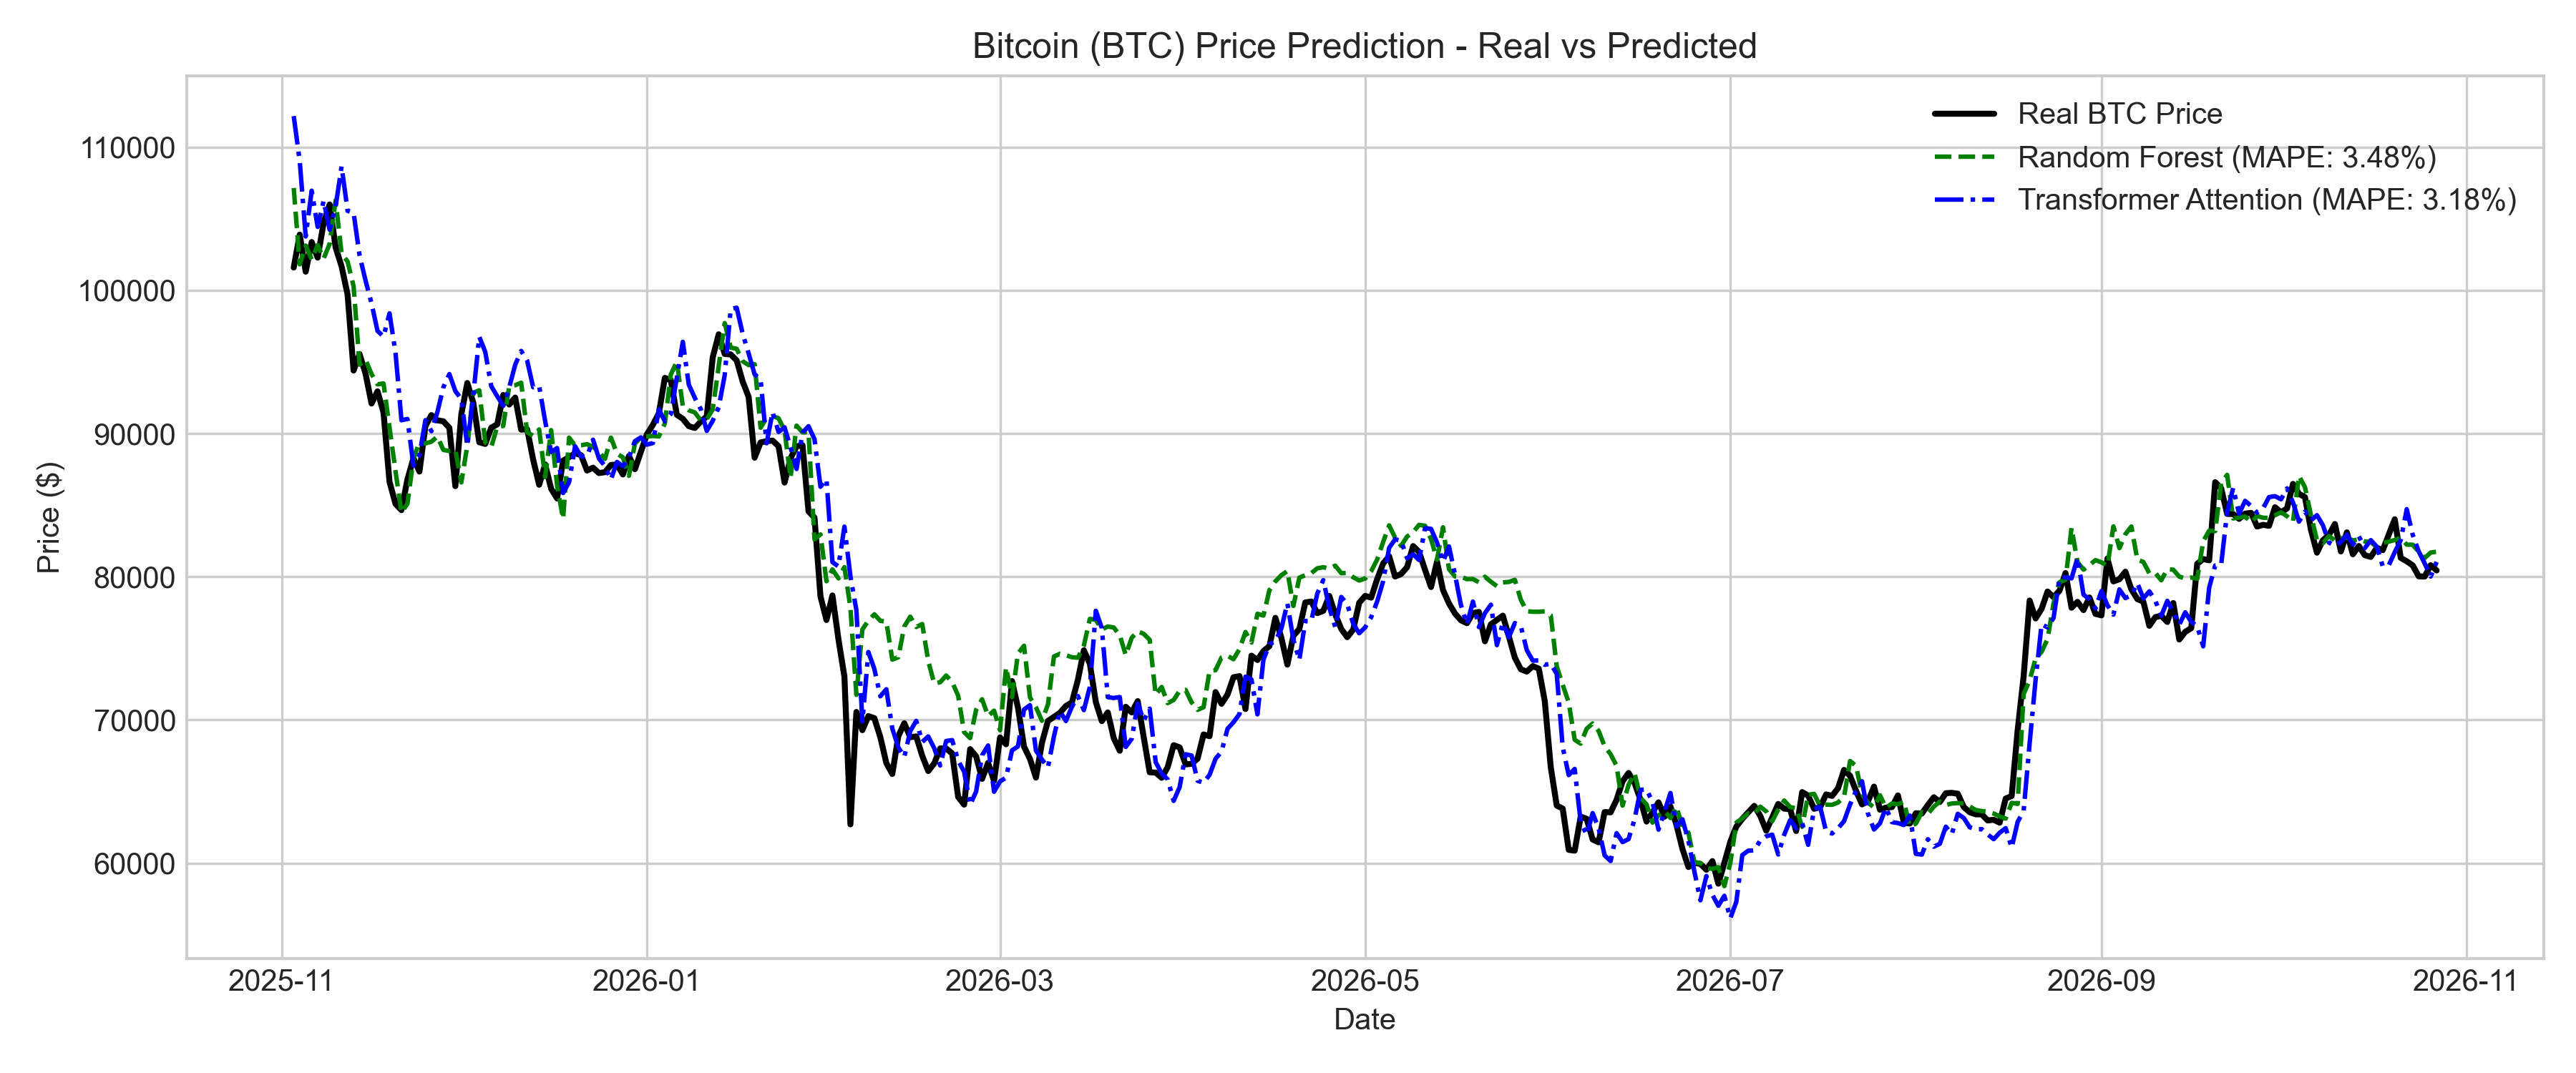 Bitcoin (BTC) Price Prediction - Real vs Predicted
Real BTC Price
Random Forest (MAPE: 3.48%)
Transformer Attention (MAPE: 3.18%)
Price ($)
110000
100000
90000
80000
70000
60000
2025-11
2026-01
2026-03
2026-05
2026-07
2026-09
2026-11
Date